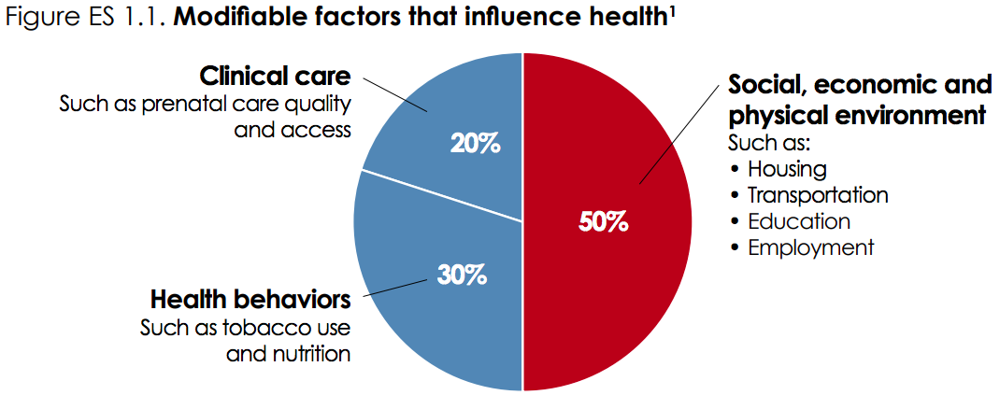 Figure ES 1.1. Modifiable factors that influence health¹
Clinical care
Such as prenatal care quality
and access
20%
Social, economic and
physical environment
Such as:
• Housing
• Transportation
• Education
• Employment
50%
30%
Health behaviors
Such as tobacco use
and nutrition